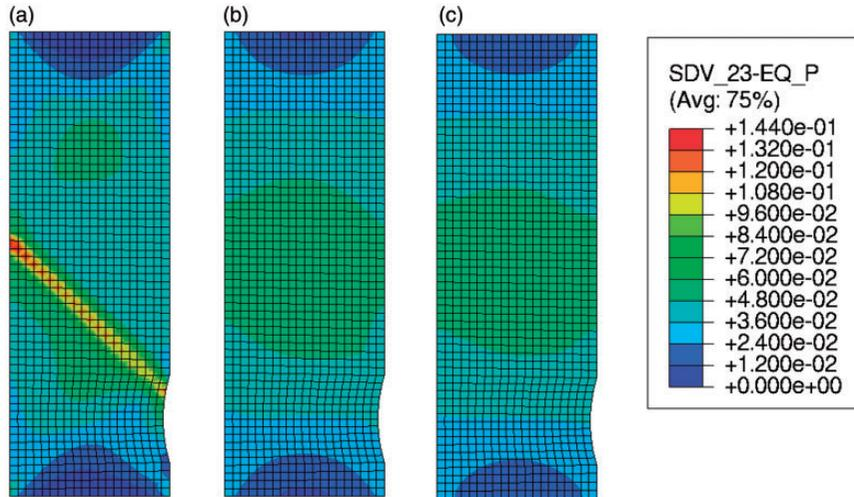 (a)
(b)
(c)
SDV_23-EQ_P
(Avg: 75%)
+1.440e-01
+1.320e-01
+1.200e-01
+1.080e-01
+9.600e-02
+8.400e-02
+7.200e-02
+6.000e-02
+4.800e-02
+3.600e-02
+2.400e-02
+1.200e-02
+0.000e+00